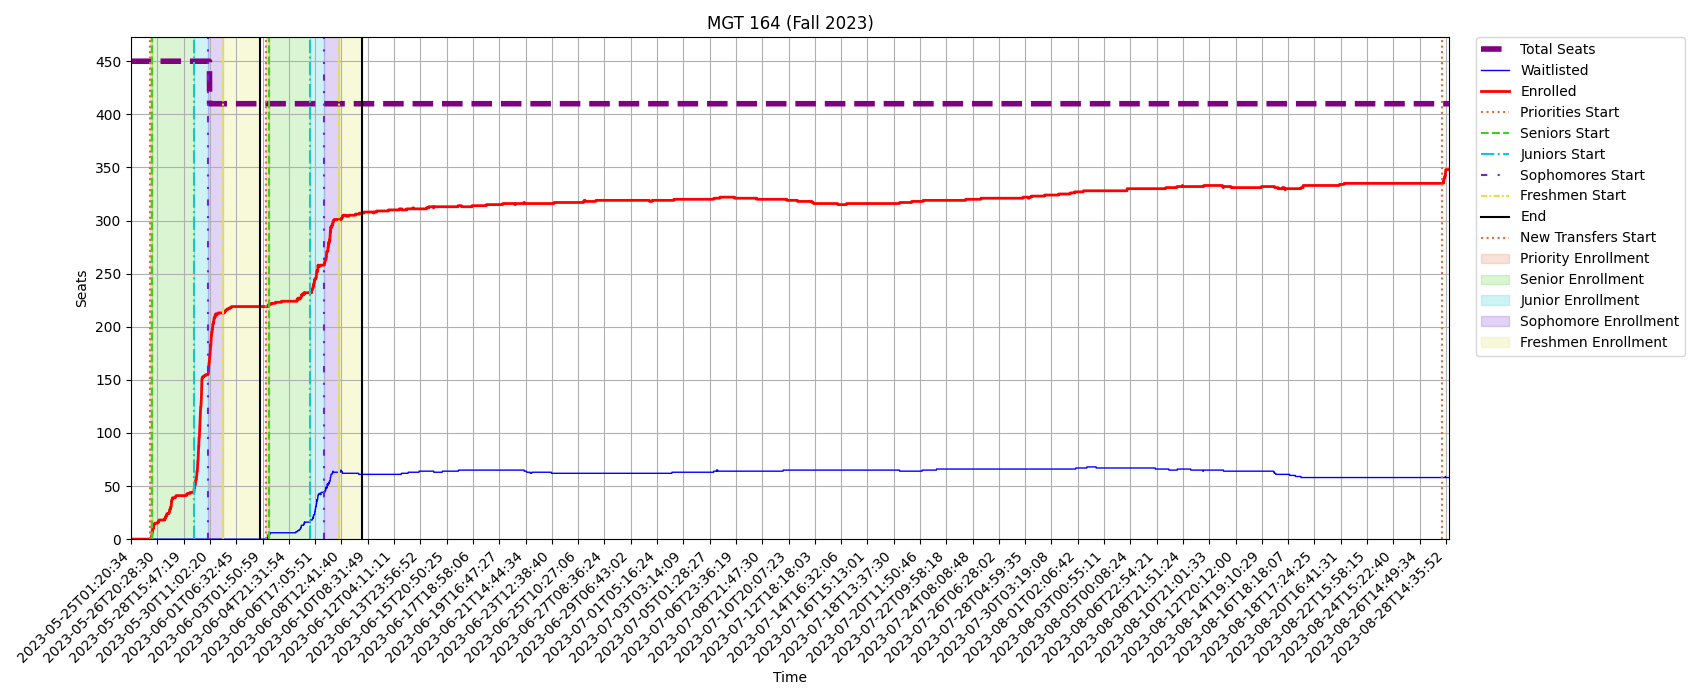 MGT 164 (Fall 2023)
Seats
450
400
350
300
250
200
150
100
50
0
2023-05-25T01:20:34
2023-05-26T20:28:30
2023-05-28T15:47:19
2023-05-30T11:02:20
2023-06-01T06:32:45
2023-06-03T01:50:59
2023-06-04T21:31:54
2023-06-06T17:05:51
2023-06-08T12:41:40
2023-06-10T08:31:49
2023-06-12T04:11:11
2023-06-13T23:56:52
2023-06-15T20:50:25
2023-06-17T18:58:06
2023-06-19T16:47:27
2023-06-21T14:44:34
2023-06-23T12:38:40
2023-06-25T10:27:06
2023-06-27T08:36:24
2023-06-29T06:43:02
2023-07-01T05:16:24
2023-07-03T03:14:09
2023-07-05T01:28:27
2023-07-06T23:36:19
2023-07-08T21:47:30
2023-07-10T20:07:23
2023-07-12T18:18:03
2023-07-14T16:32:06
2023-07-16T15:13:01
2023-07-18T13:37:30
2023-07-20T11:50:46
2023-07-22T09:58:18
2023-07-24T08:08:48
2023-07-26T06:28:02
2023-07-28T04:59:35
2023-07-30T03:19:08
2023-08-01T02:06:42
2023-08-03T00:55:11
2023-08-05T00:08:24
2023-08-06T22:54:21
2023-08-08T21:51:24
2023-08-10T21:01:33
2023-08-12T20:12:00
2023-08-14T19:10:29
2023-08-16T18:18:07
2023-08-18T17:24:25
2023-08-20T16:41:31
2023-08-22T15:58:15
2023-08-24T15:22:40
2023-08-26T14:49:34
2023-08-28T14:35:52
Time
Total Seats
Waitlisted
Enrolled
Priorities Start
Seniors Start
Juniors Start
Sophomores Start
Freshmen Start
End
New Transfers Start
Priority Enrollment
Senior Enrollment
Junior Enrollment
Sophomore Enrollment
Freshmen Enrollment